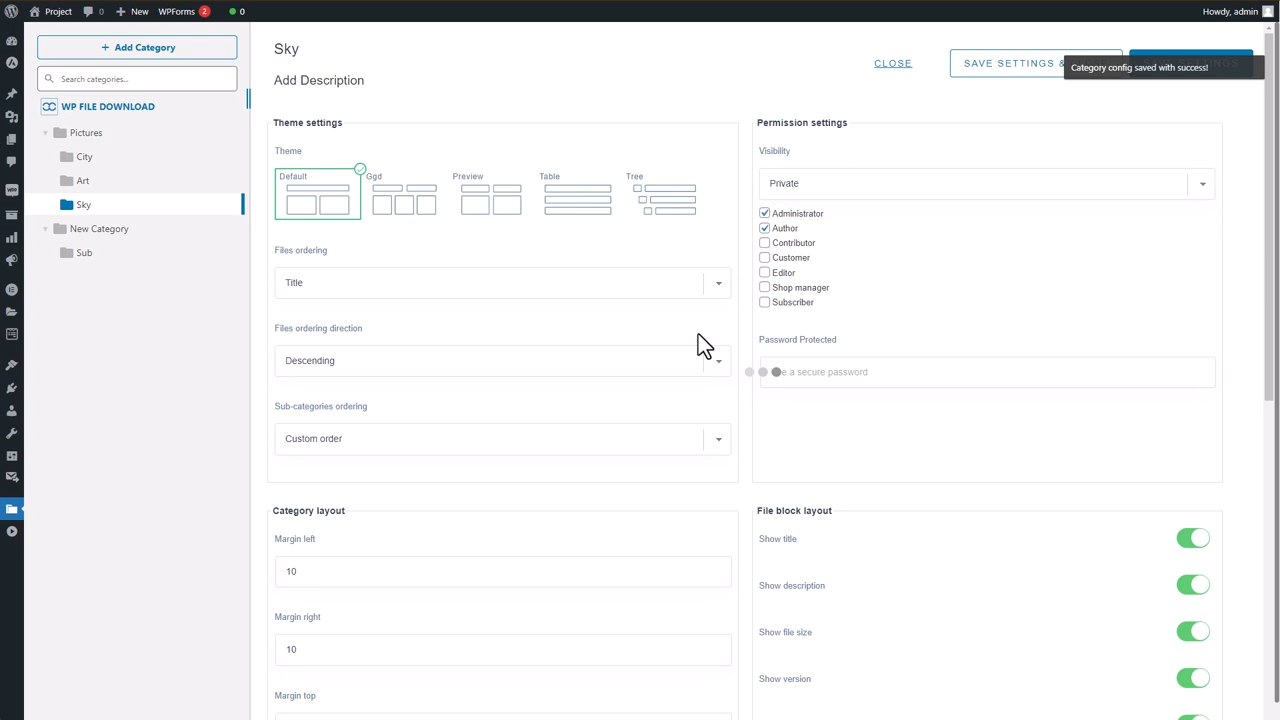 Project 0 New WPForms 2 0 Howdy, admin
+ Add Category
Search categories...
WP FILE DOWNLOAD
Pictures
City
Art
Sky
New Category
Sub
Sky
Add Description
CLOSE
SAVE SETTINGS &
Category config saved with success!
Theme settings
Theme
Default
Ggd
Preview
Table
Tree
Files ordering
Title
Files ordering direction
Descending
Sub-categories ordering
Custom order
Permission settings
Visibility
Private
Administrator
Author
Contributor
Customer
Editor
Shop manager
Subscriber
Password Protected
a secure password
Category layout
Margin left
10
Margin right
10
Margin top
File block layout
Show title
Show description
Show file size
Show version